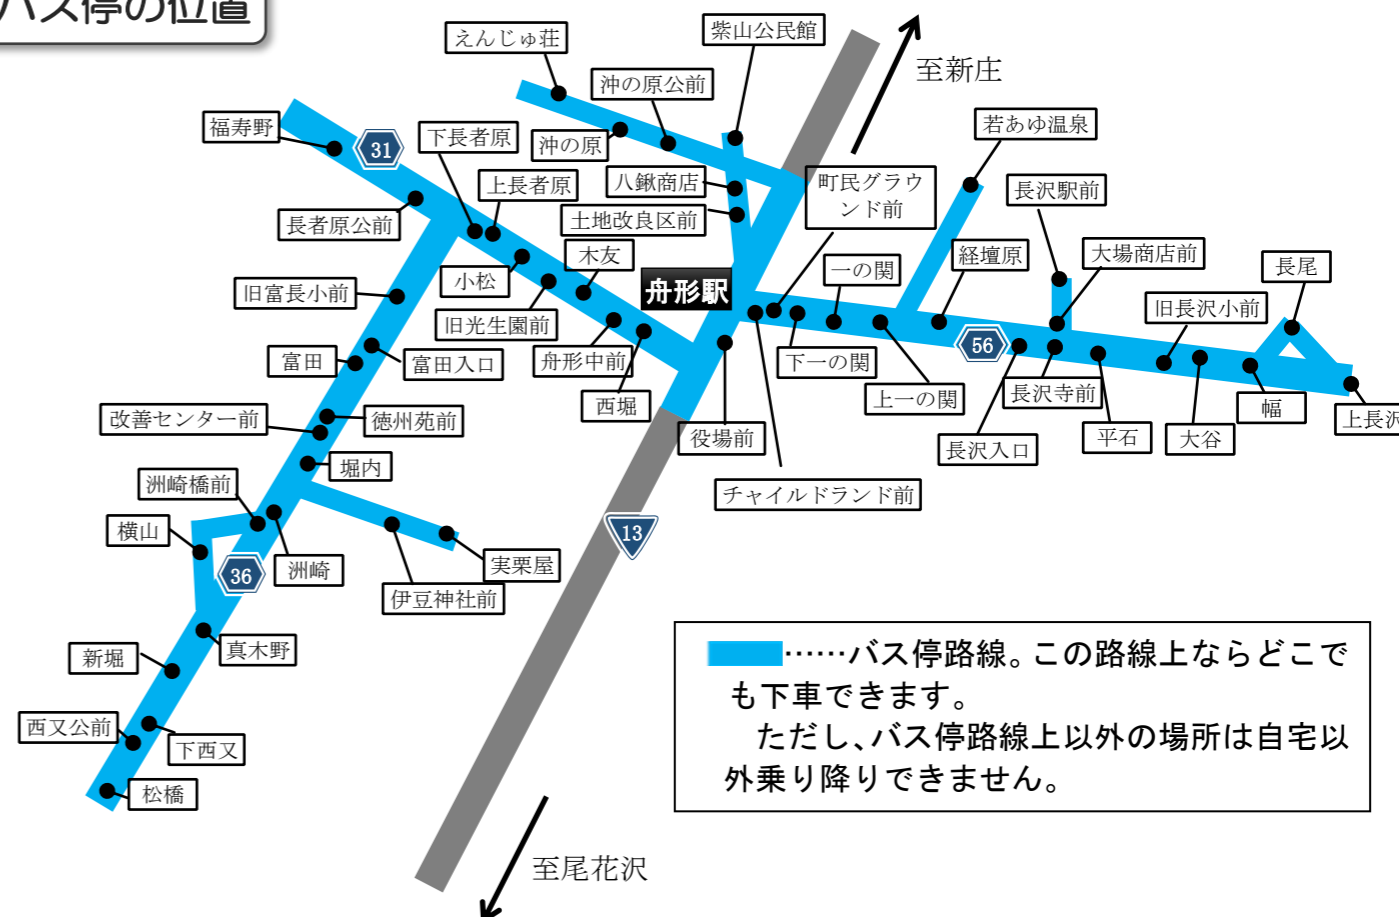 バス停の位置
紫山公民館
えんじゅ荘
至新庄
沖の原公前
福寿野
31
下長者原
沖の原
若あゆ温泉
上長者原
八鍬商店
町民グラウ
ンド前
長沢駅前
長者原公前
土地改良区前
木友
小松
一の関
経壇原
大場商店前
長尾
旧富長小前
舟形駅
旧長沢小前
旧光生園前
56
富田
富田入口
舟形中前
下一の関
長沢寺前
西堀
上一の関
幅
上長沢
改善センター前
徳州苑前
役場前
長沢入口
平石
大谷
堀内
洲崎橋前
チャイルドランド前
横山
13
36
洲崎
実栗屋
伊豆神社前
新堀
真木野
西又公前
下西又
松橋
……バス停路線。この路線上ならどこで
も下車できます。
ただし、バス停路線上以外の場所は自宅以
外乗り降りできません。
至尾花沢